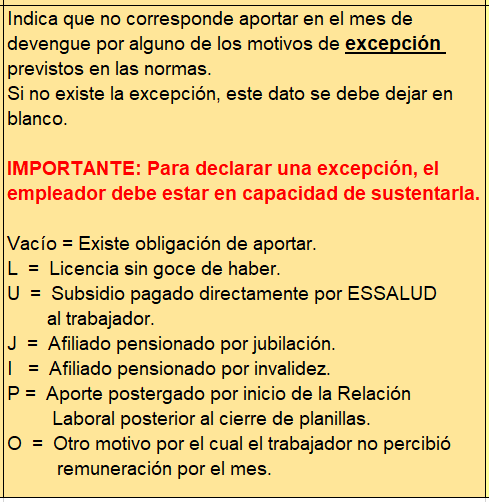 Indica que no corresponde aportar en el mes de
devengue por alguno de los motivos de excepción
previstos en las normas.
Si no existe la excepción, este dato se debe dejar en
blanco.
IMPORTANTE: Para declarar una excepción, el
empleador debe estar en capacidad de sustentarla.
Vacío = Existe obligación de aportar.
L = Licencia sin goce de haber.
U = Subsidio pagado directamente por ESSALUD
al trabajador.
J = Afiliado pensionado por jubilación.
I = Afiliado pensionado por invalidez.
P = Aporte postergado por inicio de la Relación
Laboral posterior al cierre de planillas.
O = Otro motivo por el cual el trabajador no percibió
remuneración por el mes.